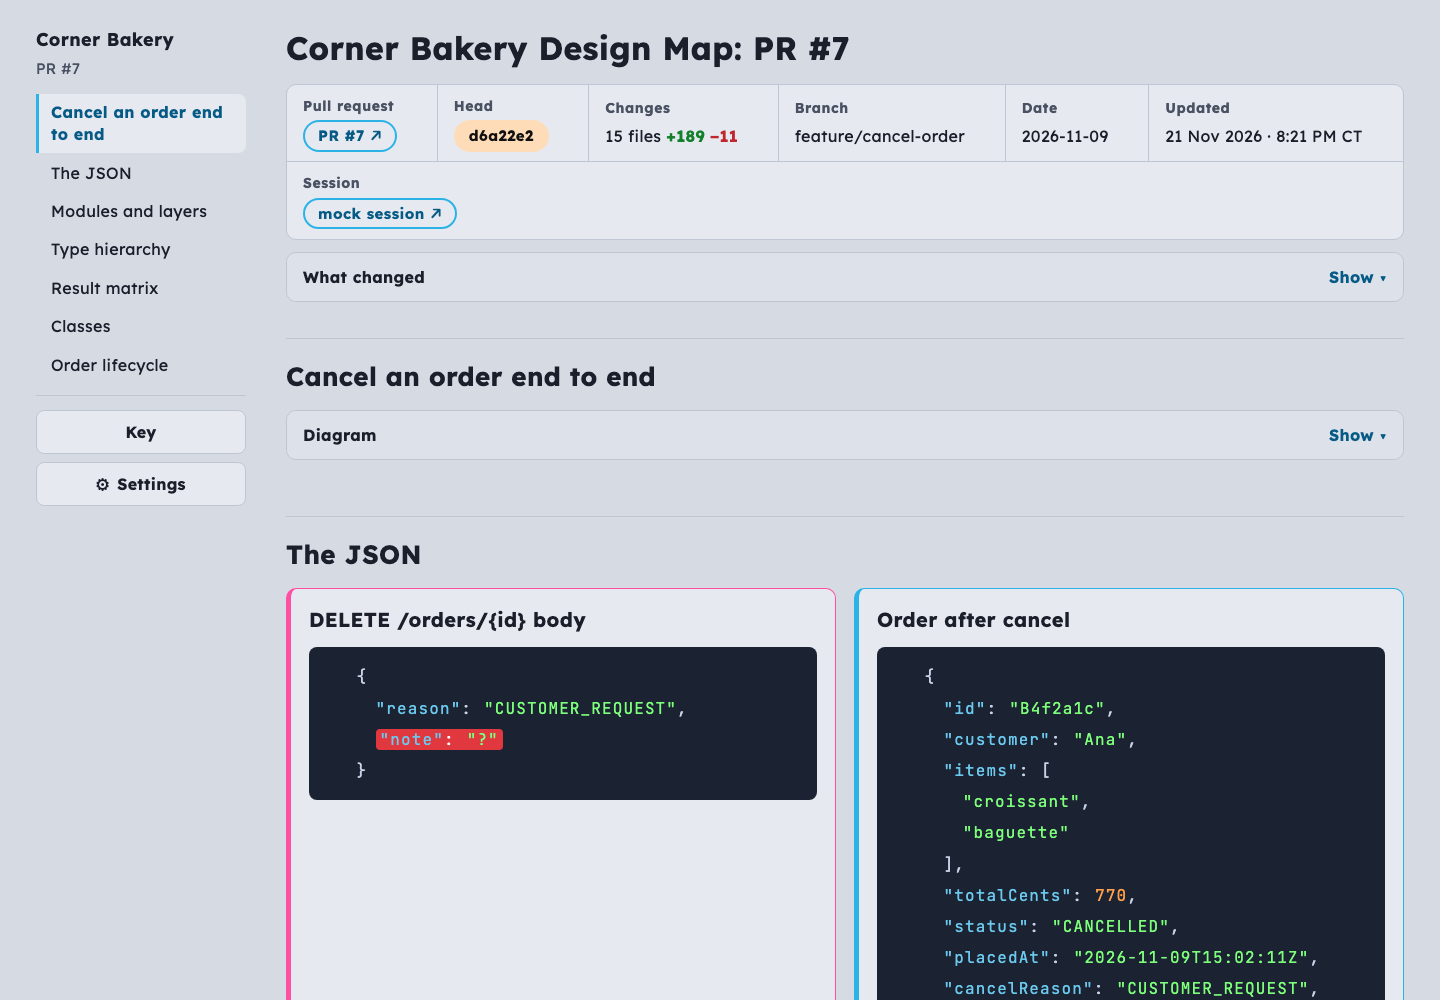 Corner Bakery
PR #7
Cancel an order end
to end
The JSON
Modules and layers
Type hierarchy
Result matrix
Classes
Order lifecycle
Key
⚙ Settings
Corner Bakery Design Map: PR #7
Pull request
PR #7 ↗
Head
d6a22e2
Changes
15 files +189 −11
Branch
feature/cancel-order
Date
2026-11-09
Updated
21 Nov 2026 · 8:21 PM CT
Session
mock session ↗
What changed
Show ▾
Cancel an order end to end
Diagram
Show ▾
The JSON
DELETE /orders/{id} body
{
"reason": "CUSTOMER_REQUEST",
"note": "?"
}
Order after cancel
{
"id": "B4f2a1c",
"customer": "Ana",
"items": [
"croissant",
"baguette"
],
"totalCents": 770,
"status": "CANCELLED",
"placedAt": "2026-11-09T15:02:11Z",
"cancelReason": "CUSTOMER_REQUEST",